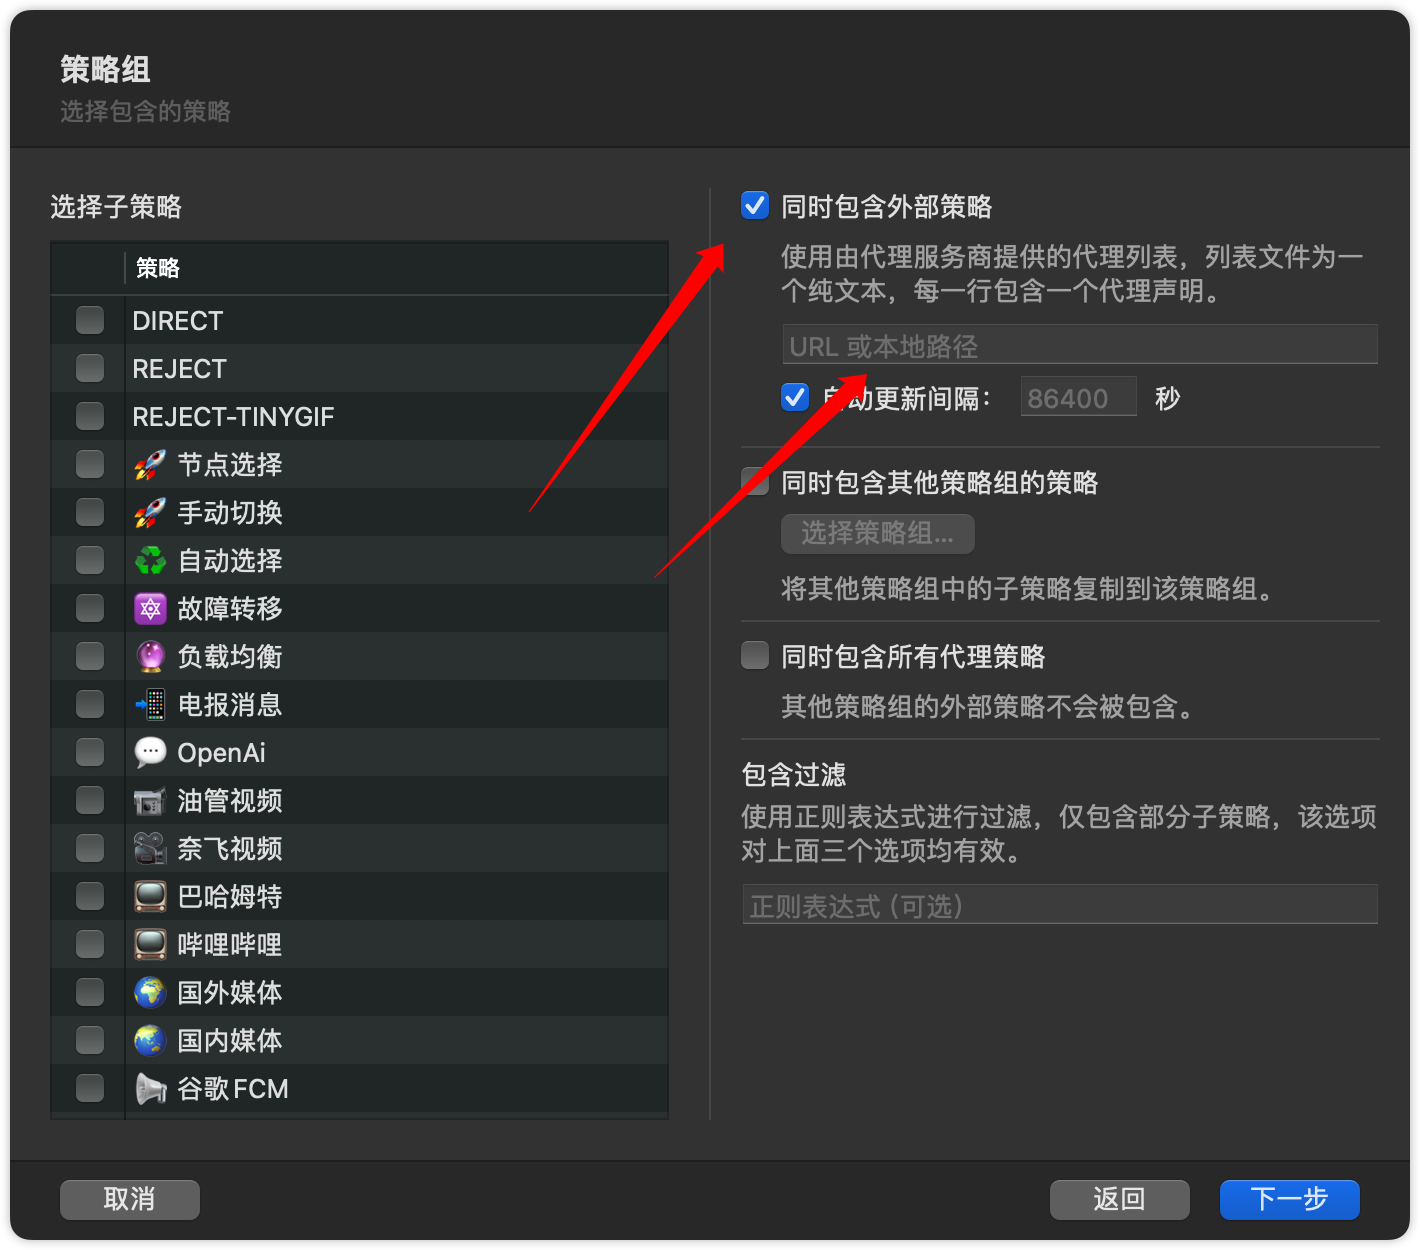 策略组
选择包含的策略
选择子策略
策略
DIRECT
REJECT
REJECT-TINYGIF
节点选择
手动切换
自动选择
故障转移
负载均衡
电报消息
OpenAi
油管视频
奈飞视频
巴哈姆特
哔哩哔哩
国外媒体
国内媒体
谷歌FCM
同时包含外部策略
使用由代理服务商提供的代理列表，列表文件为一
个纯文本，每一行包含一个代理声明。
URL 或本地路径
自动更新间隔： 86400 秒
同时包含其他策略组的策略
选择策略组...
将其他策略组中的子策略复制到该策略组。
同时包含所有代理策略
其他策略组的外部策略不会被包含。
包含过滤
使用正则表达式进行过滤，仅包含部分子策略，该选项
对上面三个选项均有效。
正则表达式 (可选)
取消
返回
下一步